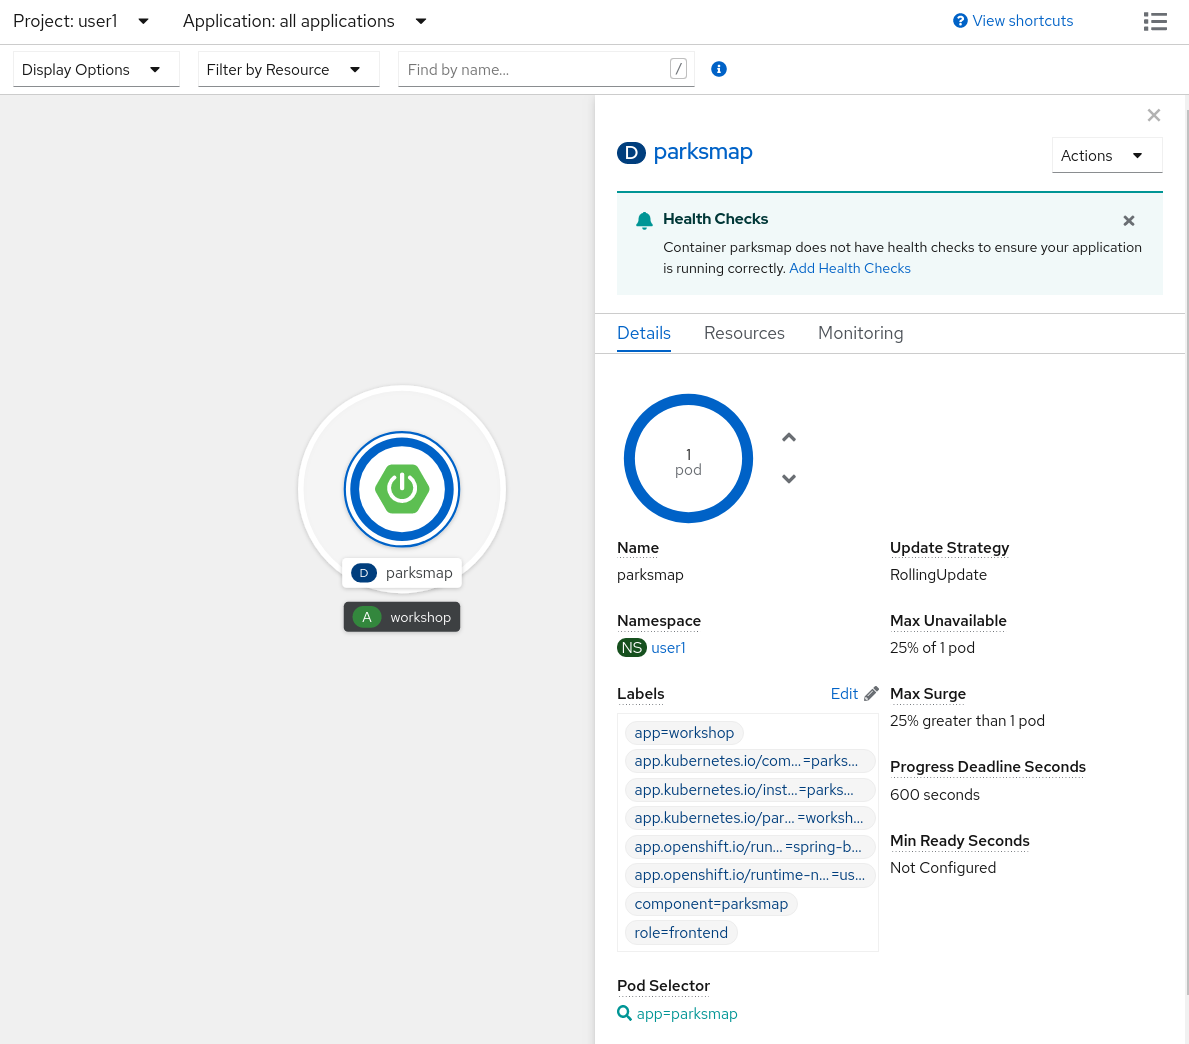 Project: user1
Application: all applications
View shortcuts
Display Options
Filter by Resource
Find by name...
/
D parksmap
Actions
Health Checks
Container parksmap does not have health checks to ensure your application
is running correctly. Add Health Checks
Details
Resources
Monitoring
1
pod
D parksmap
A workshop
Name
parksmap
Update Strategy
RollingUpdate
Namespace
NS user1
Max Unavailable
25% of 1 pod
Labels
Edit
app=workshop
app.kubernetes.io/com...=parks...
app.kubernetes.io/inst...=parks...
app.kubernetes.io/par...=worksh...
app.openshift.io/run...=spring-b...
app.openshift.io/runtime-n...=us...
component=parksmap
role=frontend
Max Surge
25% greater than 1 pod
Progress Deadline Seconds
600 seconds
Min Ready Seconds
Not Configured
Pod Selector
app=parksmap